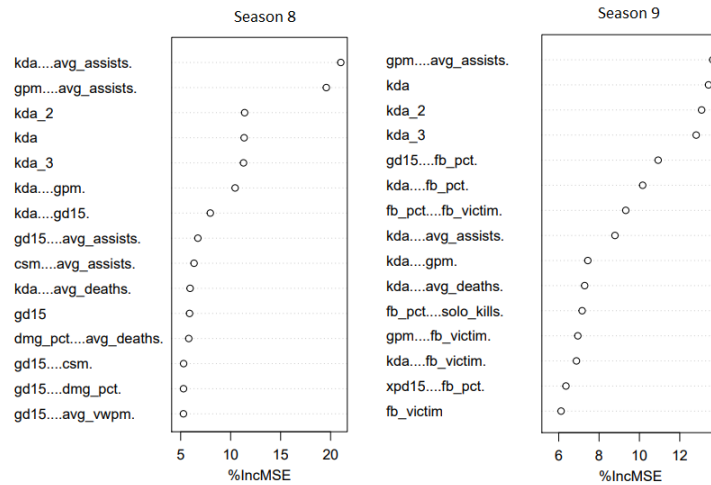 Season 8
kda....avg_assists.
gpm....avg_assists.
kda_2
kda
kda_3
kda....gpm.
kda....gd15.
gd15....avg_assists.
csm....avg_assists.
kda....avg_deaths.
gd15
dmg_pct....avg_deaths.
gd15....csm.
gd15....dmg_pct.
gd15....avg_vwpm.
5 10 15 20
%IncMSE
Season 9
gpm....avg_assists.
kda
kda_2
kda_3
gd15....fb_pct.
kda....fb_pct.
fb_pct....fb_victim.
kda....avg_assists.
kda....gpm.
kda....avg_deaths.
fb_pct....solo_kills.
gpm....fb_victim.
kda....fb_victim.
xpd15....fb_pct.
fb_victim
6 8 10 12
%IncMSE